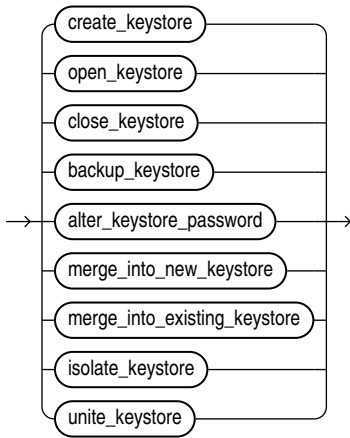 create_keystore
open_keystore
close_keystore
backup_keystore
alter_keystore_password
merge_into_new_keystore
merge_into_existing_keystore
isolate_keystore
unite_keystore